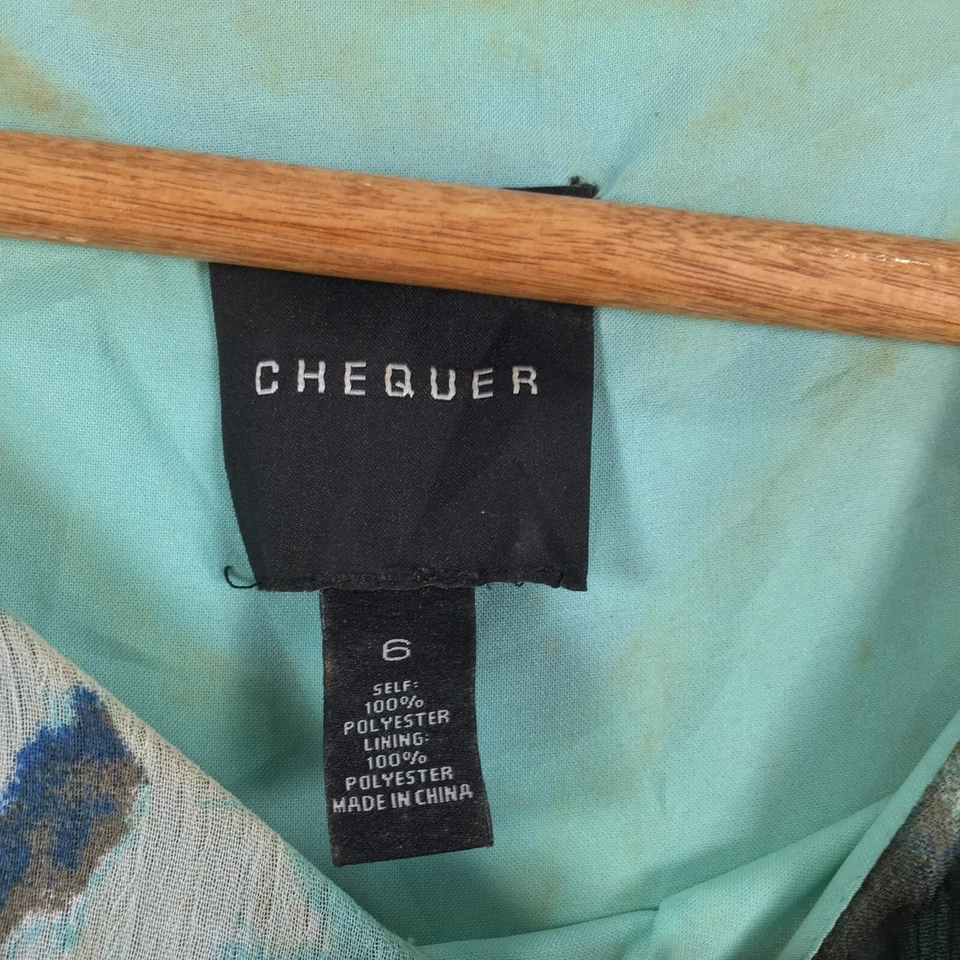 CHEQUER
6
SELF:
100%
POLYESTER
LINING:
100%
POLYESTER
MADE IN CHINA